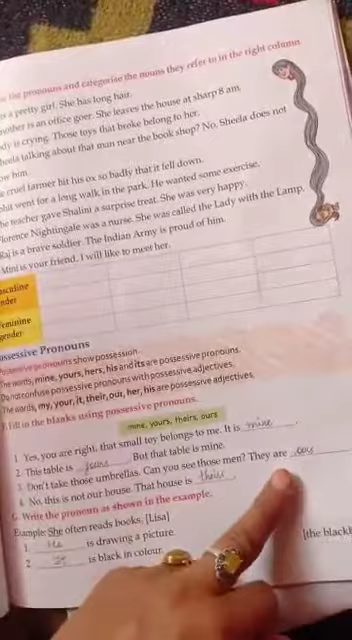 the pronouns and categorise the nouns they refer to in the right column.
a pretty girl. She has long hair.
mother is an office goer. She leaves the house at sharp 8 am.
dy is crying. Those toys that broke belong to her.
heela talking about that man near the book shop? No, Sheela does not
ow him.
e cruel farmer hit his ox so badly that it fell down.
ohit went for a long walk in the park. He wanted some exercise.
he teacher gave Shalini a surprise treat. She was very happy.
lorence Nightingale was a nurse. She was called the Lady with the Lamp.
Raj is a brave soldier. The Indian Army is proud of him.
Mini is your friend. I will like to meet her.
asculine
nder
eminine
gender
ossessive Pronouns
Possessive pronouns show possession.
The words, mine, yours, hers, his and its are possessive pronouns.
Do not confuse possessive pronouns with possessive adjectives.
The words, my, your, it, their, our, her, his are possessive adjectives.
F. Fill in the blanks using possessive pronouns.
mine, yours, theirs, ours
1. Yes, you are right, that small toy belongs to me. It is mine.
2. This table is yours. But that table is mine.
3. Don't take those umbrellas. Can you see those men? They are ours
4. No, this is not our house. That house is theirs.
G. Write the pronoun as shown in the example.
Example: She often reads books. [Lisa]
1. He is drawing a picture.
2. It is black in colour.
[the blackb